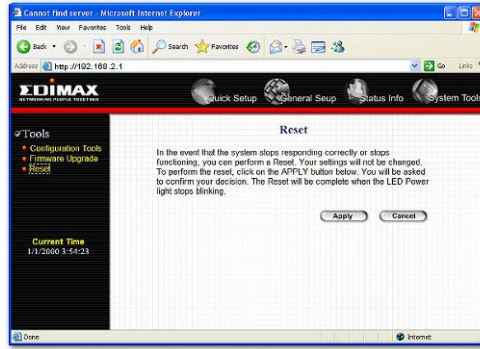 Cannot find server - Microsoft Internet Explorer
File Edit View Favorites Tools Help
Back Search Favorites
Address http://192.168.2.1 Go Links
EDIMAX
NETWORKING PEOPLE TOGETHER
Quick Setup General Seup Status Info System Tools
Tools
Configuration Tools
Firmware Upgrade
Reset
Current Time
1/1/2000 3:54:23
Reset
In the event that the system stops responding correctly or stops
functioning, you can perform a Reset. Your settings will not be changed.
To perform the reset, click on the APPLY button below. You will be asked
to confirm your decision. The Reset will be complete when the LED Power
light stops blinking.
Apply Cancel
Done Internet